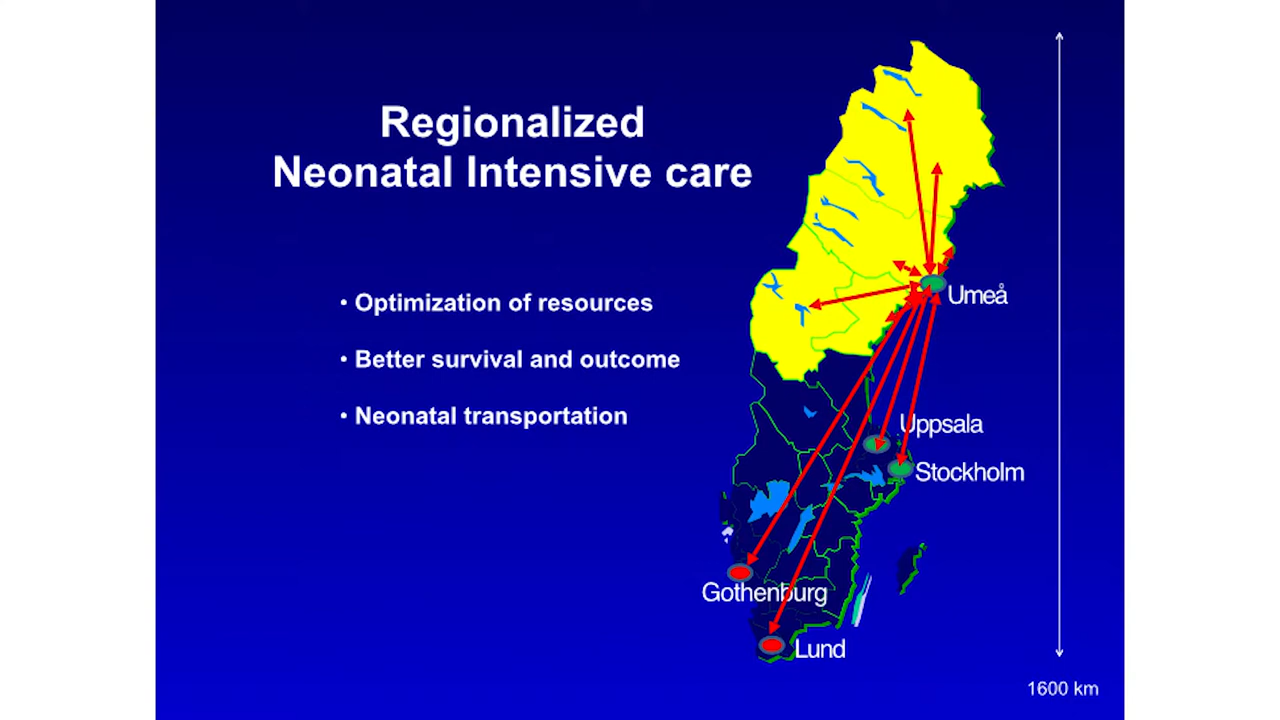 Regionalized
Neonatal Intensive care
• Optimization of resources
• Better survival and outcome
• Neonatal transportation
Umeå
Uppsala
Stockholm
Gothenburg
Lund
1600 km